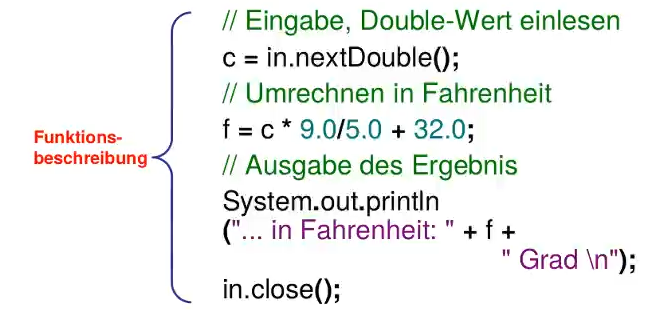 // Eingabe, Double-Wert einlesen
c = in.nextDouble();
// Umrechnen in Fahrenheit
f = c * 9.0/5.0 + 32.0;
Funktions-
beschreibung
// Ausgabe des Ergebnis
System.out.println
("... in Fahrenheit: " + f +
" Grad \n");
in.close();